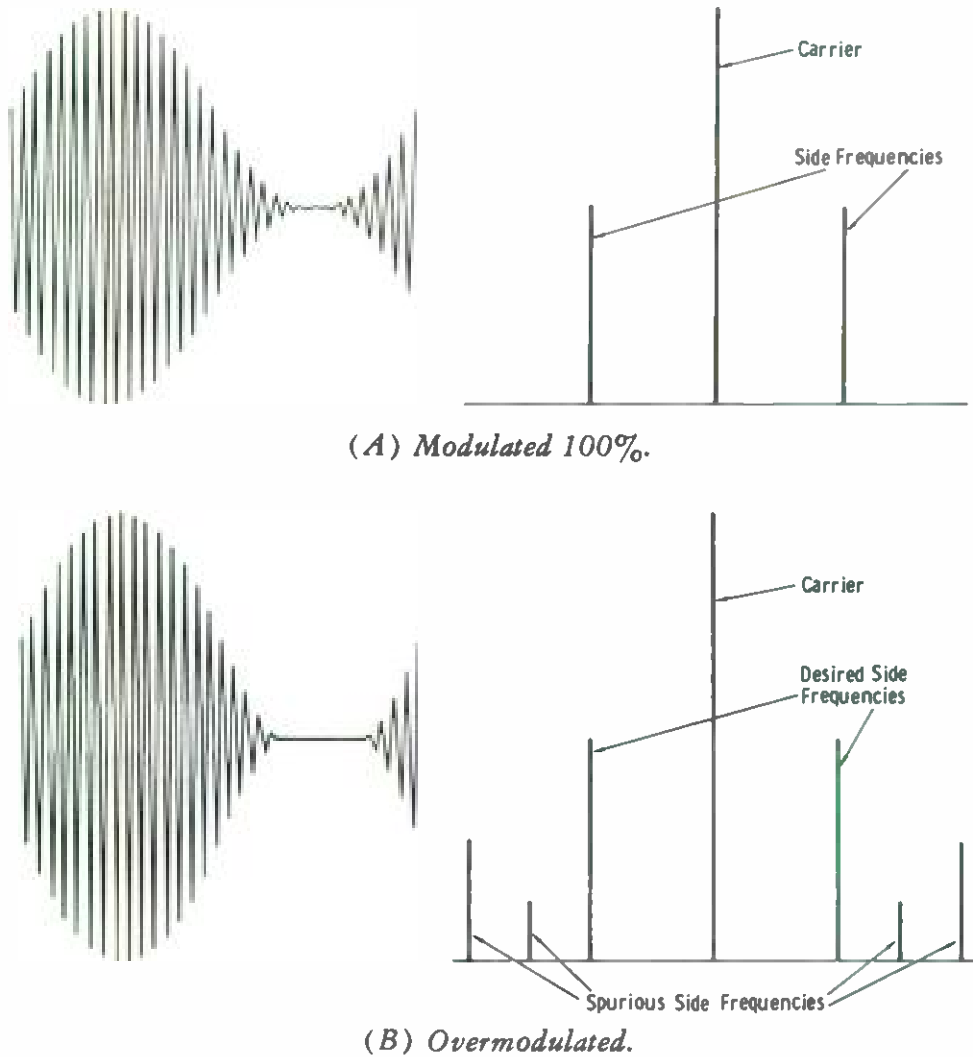 Carrier
Side Frequencies
(A) Modulated 100%.
Carrier
Desired Side
Frequencies
Spurious Side Frequencies
(B) Overmodulated.